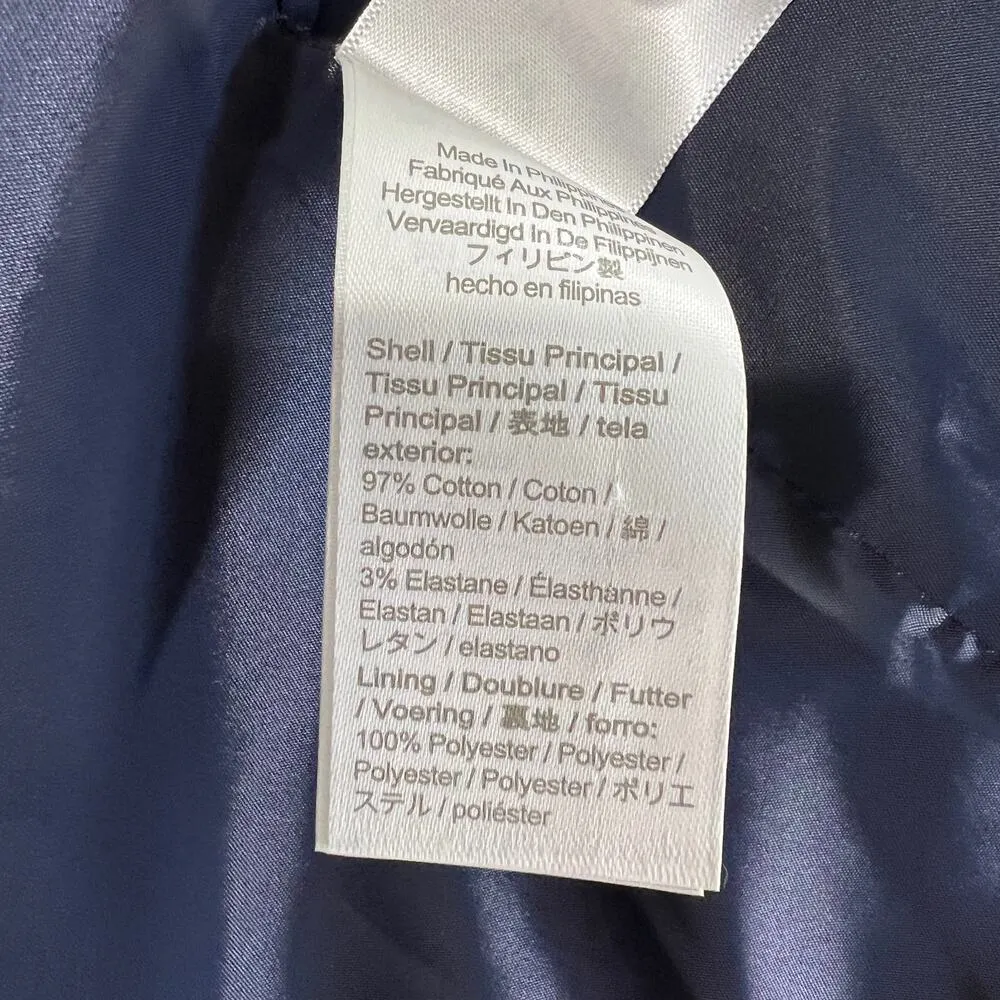 Made In Philippines
Fabriqué Aux Philippines
Hergestellt In Den Philippinen
Vervaardigd In De Filippijnen
フィリピン製
hecho en filipinas
Shell / Tissu Principal /
Tissu Principal / Tissu
Principal / 表地 / tela
exterior:
97% Cotton / Coton /
Baumwolle / Katoen / 綿 /
algodón
3% Elastane / Élasthanne /
Elastan / Elastaan / ポリウ
レタン / elastano
Lining / Doublure / Futter
/ Voering / 裏地 / forro:
100% Polyester / Polyester /
Polyester / Polyester / ポリエ
ステル / poliéster